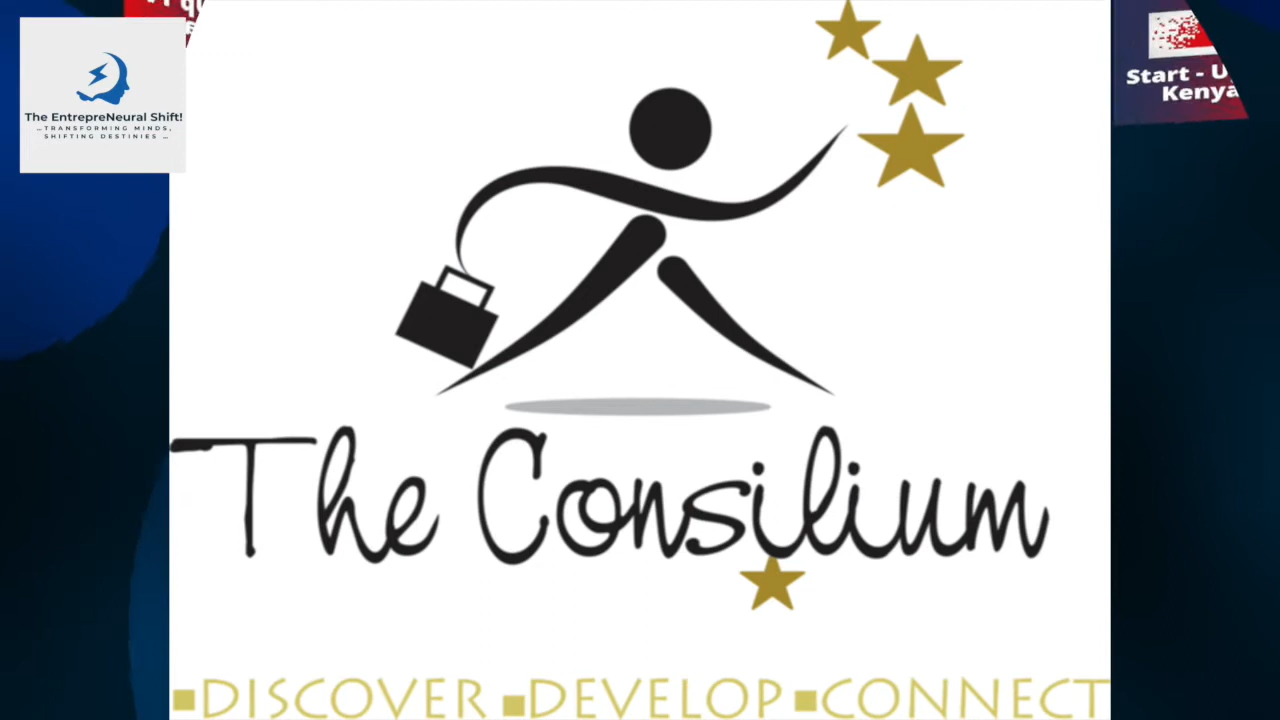 The EntrepreNeural Shift!
...TRANSFORMING MINDS,
SHIFTING DESTINIES ...
Start - U
Kenya
The Consilium
DISCOVER DEVELOP CONNECT